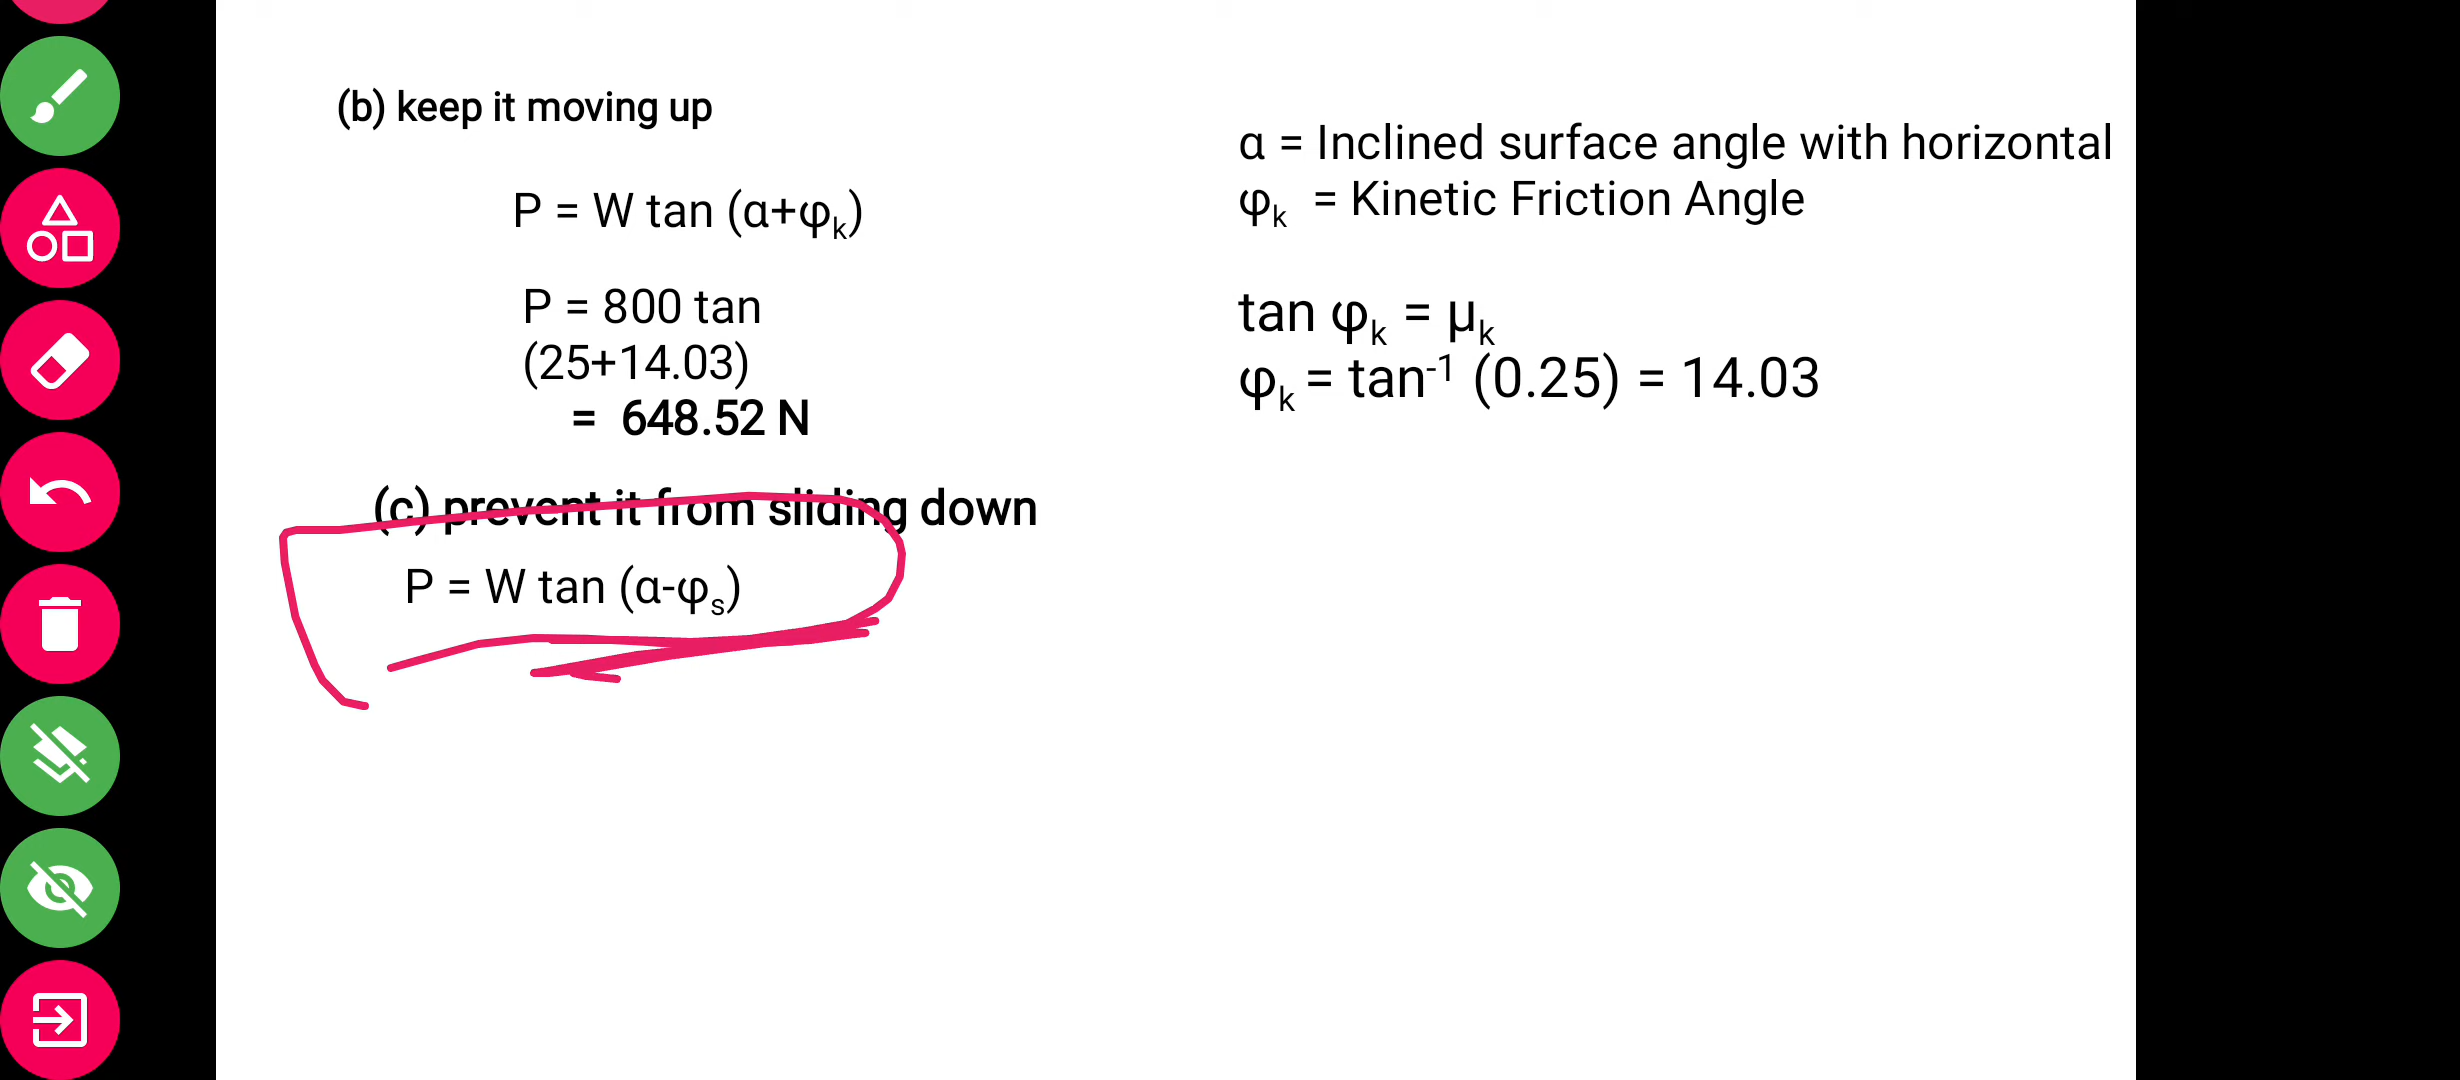 (b) keep it moving up
P = W tan (α+φₖ)
P = 800 tan
(25+14.03)
= 648.52 N
(c) prevent it from sliding down
P = W tan (α-φₛ)
α = Inclined surface angle with horizontal
φₖ = Kinetic Friction Angle
tan φₖ = μₖ
φₖ = tan⁻¹ (0.25) = 14.03